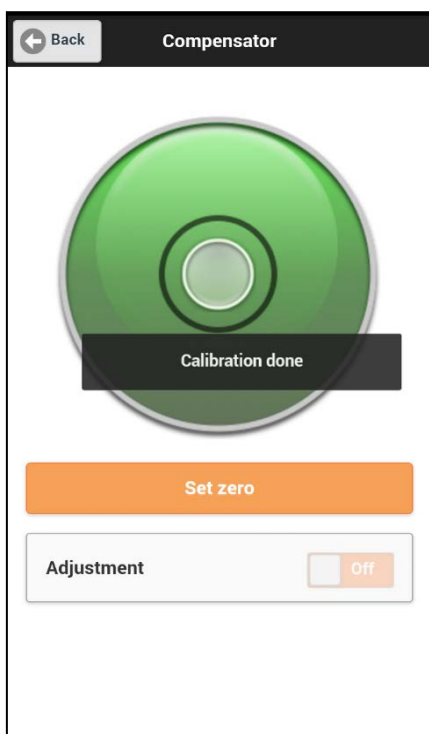 Back
Compensator
Calibration done
Set zero
Adjustment
Off